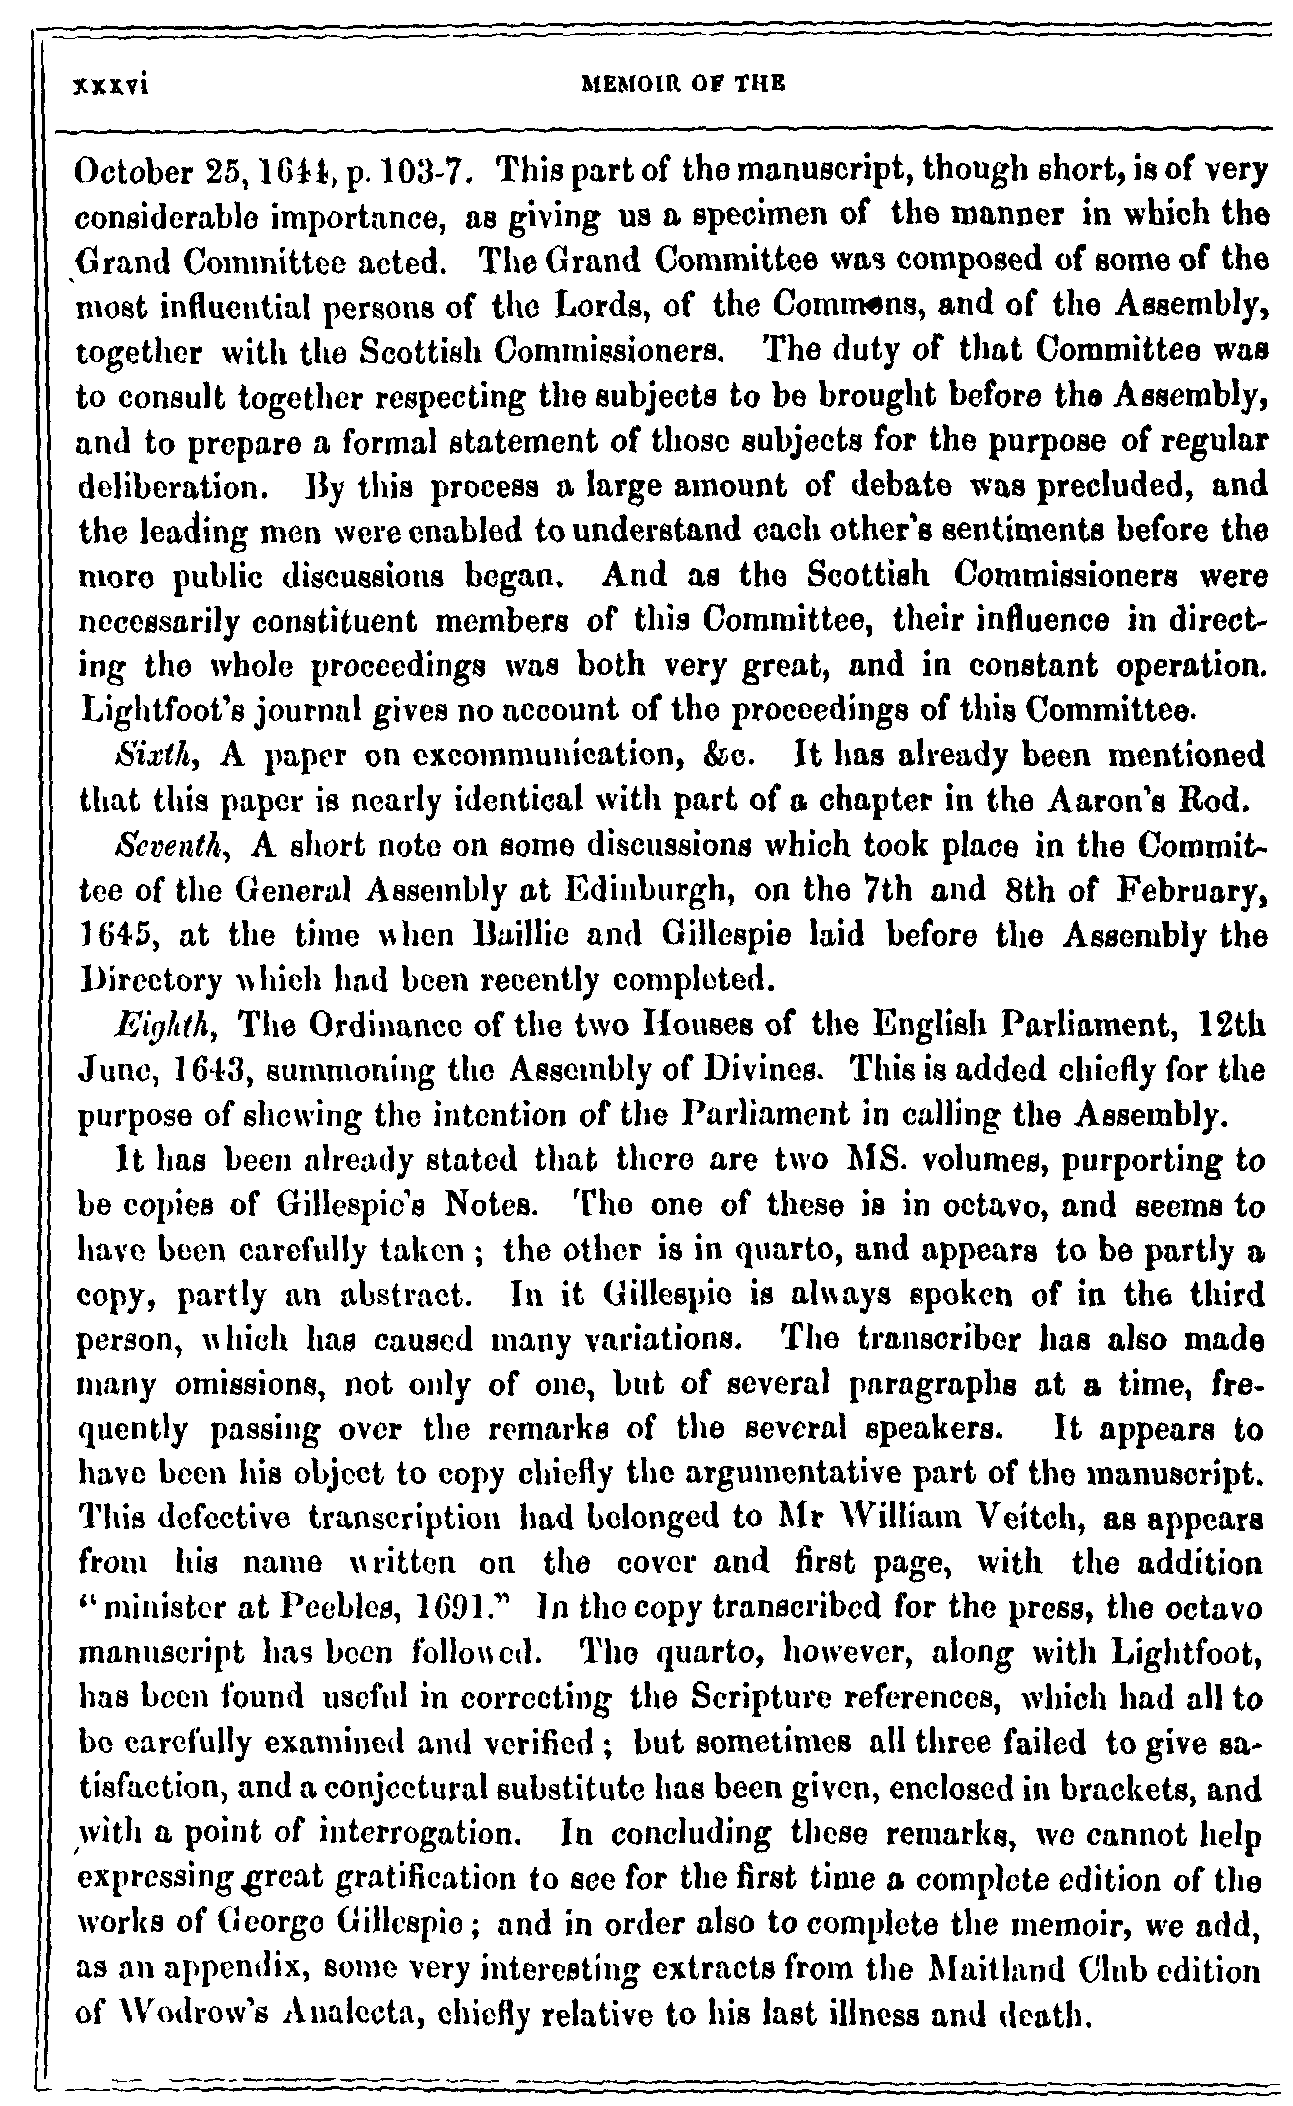 xxxvi MEMOIR OF THE
October 25, 1644, p. 103-7. This part of the manuscript, though short, is of very
considerable importance, as giving us a specimen of the manner in which the
Grand Committee acted. The Grand Committee was composed of some of the
most influential persons of the Lords, of the Commons, and of the Assembly,
together with the Scottish Commissioners. The duty of that Committee was
to consult together respecting the subjects to be brought before the Assembly,
and to prepare a formal statement of those subjects for the purpose of regular
deliberation. By this process a large amount of debate was precluded, and
the leading men were enabled to understand each other's sentiments before the
more public discussions began. And as the Scottish Commissioners were
necessarily constituent members of this Committee, their influence in direct-
ing the whole proceedings was both very great, and in constant operation.
Lightfoot's journal gives no account of the proceedings of this Committee.
Sixth, A paper on excommunication, &c. It has already been mentioned
that this paper is nearly identical with part of a chapter in the Aaron's Rod.
Seventh, A short note on some discussions which took place in the Commit-
tee of the General Assembly at Edinburgh, on the 7th and 8th of February,
1645, at the time when Baillie and Gillespie laid before the Assembly the
Directory which had been recently completed.
Eighth, The Ordinance of the two Houses of the English Parliament, 12th
June, 1643, summoning the Assembly of Divines. This is added chiefly for the
purpose of shewing the intention of the Parliament in calling the Assembly.
It has been already stated that there are two MS. volumes, purporting to
be copies of Gillespie's Notes. The one of these is in octavo, and seems to
have been carefully taken; the other is in quarto, and appears to be partly a
copy, partly an abstract. In it Gillespie is always spoken of in the third
person, which has caused many variations. The transcriber has also made
many omissions, not only of one, but of several paragraphs at a time, fre-
quently passing over the remarks of the several speakers. It appears to
have been his object to copy chiefly the argumentative part of the manuscript.
This defective transcription had belonged to Mr William Veitch, as appears
from his name written on the cover and first page, with the addition
"minister at Peebles, 1691." In the copy transcribed for the press, the octavo
manuscript has been followed. The quarto, however, along with Lightfoot,
has been found useful in correcting the Scripture references, which had all to
be carefully examined and verified; but sometimes all three failed to give sa-
tisfaction, and a conjectural substitute has been given, enclosed in brackets, and
with a point of interrogation. In concluding these remarks, we cannot help
expressing great gratification to see for the first time a complete edition of the
works of George Gillespie; and in order also to complete the memoir, we add,
as an appendix, some very interesting extracts from the Maitland Club edition
of Wodrow's Analecta, chiefly relative to his last illness and death.